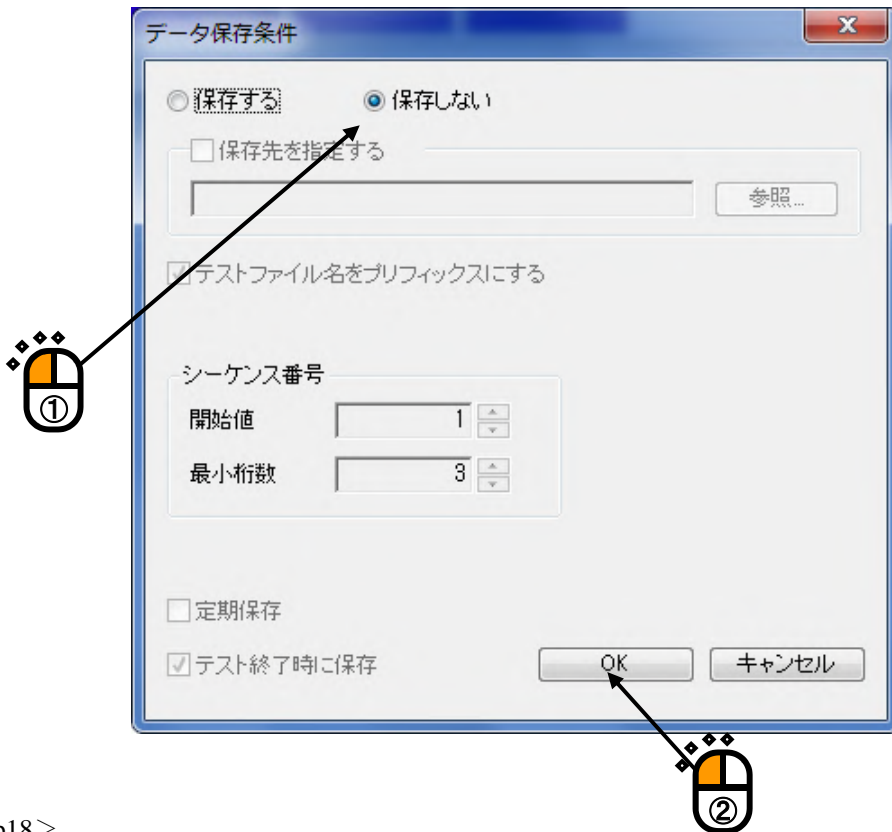 データ保存条件
保存する 保存しない
保存先を指定する
参照...
テストファイル名をプリフィックスにする
シーケンス番号
開始値 1
①
最小桁数 3
定期保存
テスト終了時に保存 OK キャンセル
②
p18＞